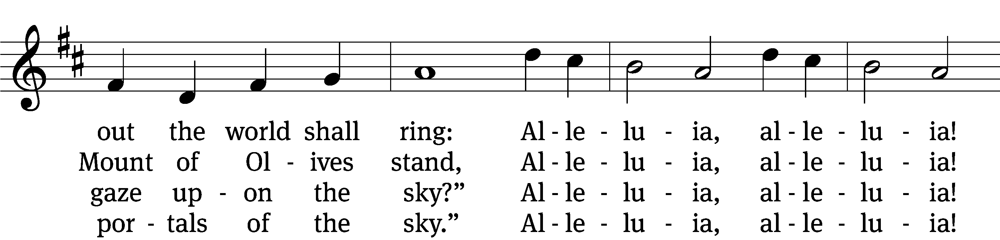 out the world shall ring: Al - le - lu - ia, al - le - lu - ia!
Mount of Ol - ives stand, Al - le - lu - ia, al - le - lu - ia!
gaze up - on the sky?” Al - le - lu - ia, al - le - lu - ia!
por - tals of the sky.” Al - le - lu - ia, al - le - lu - ia!